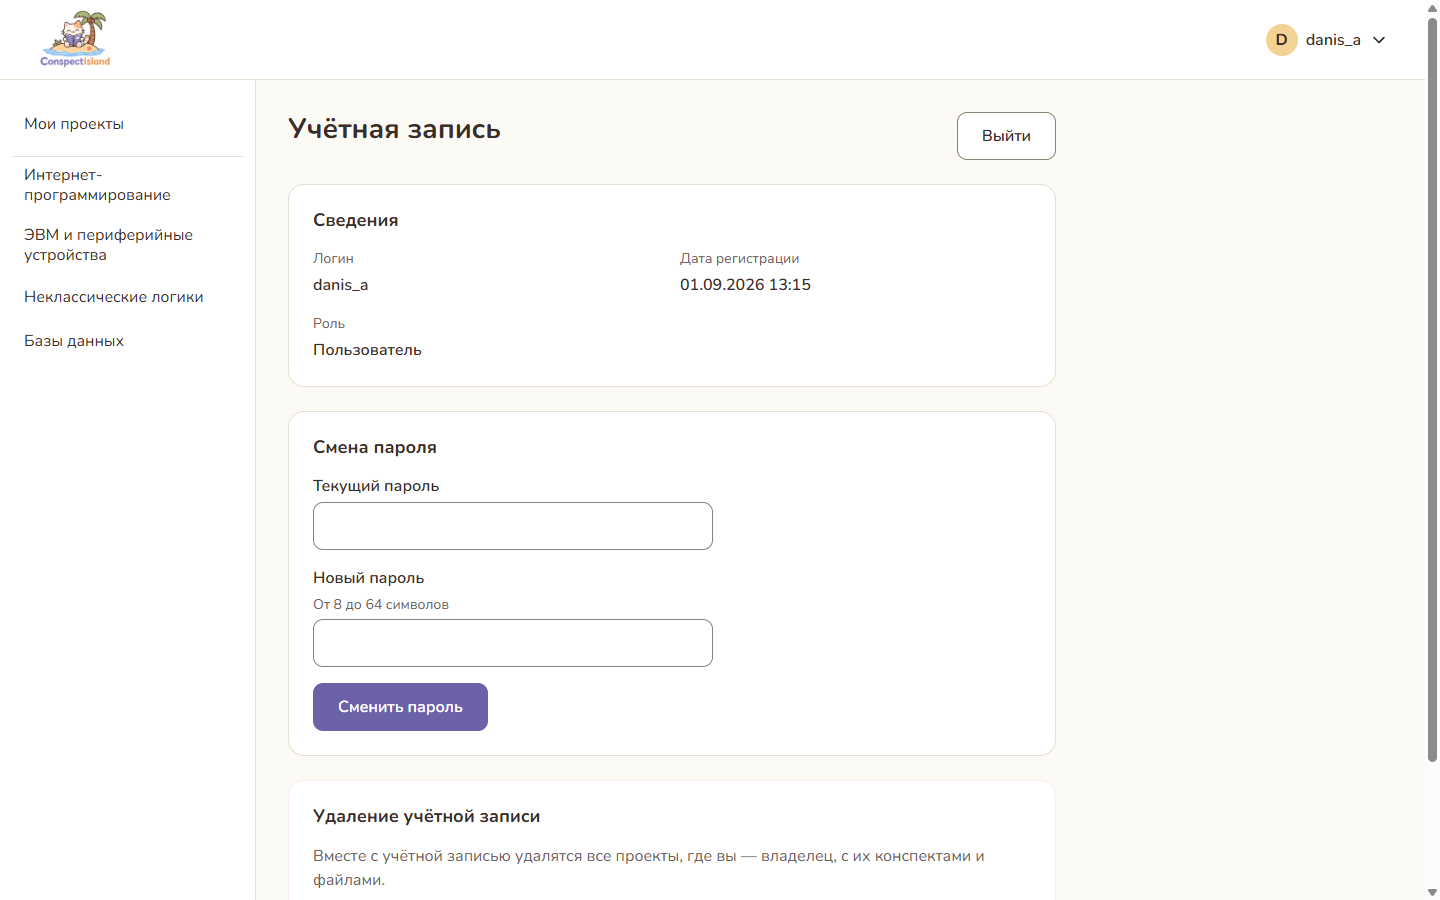 ConspectIsland
D danis_a
Мои проекты
Интернет-
программирование
ЭВМ и периферийные
устройства
Неклассические логики
Базы данных
Учётная запись
Выйти
Сведения
Логин
danis_a
Дата регистрации
01.09.2026 13:15
Роль
Пользователь
Смена пароля
Текущий пароль
Новый пароль
От 8 до 64 символов
Сменить пароль
Удаление учётной записи
Вместе с учётной записью удалятся все проекты, где вы — владелец, с их конспектами и
файлами.